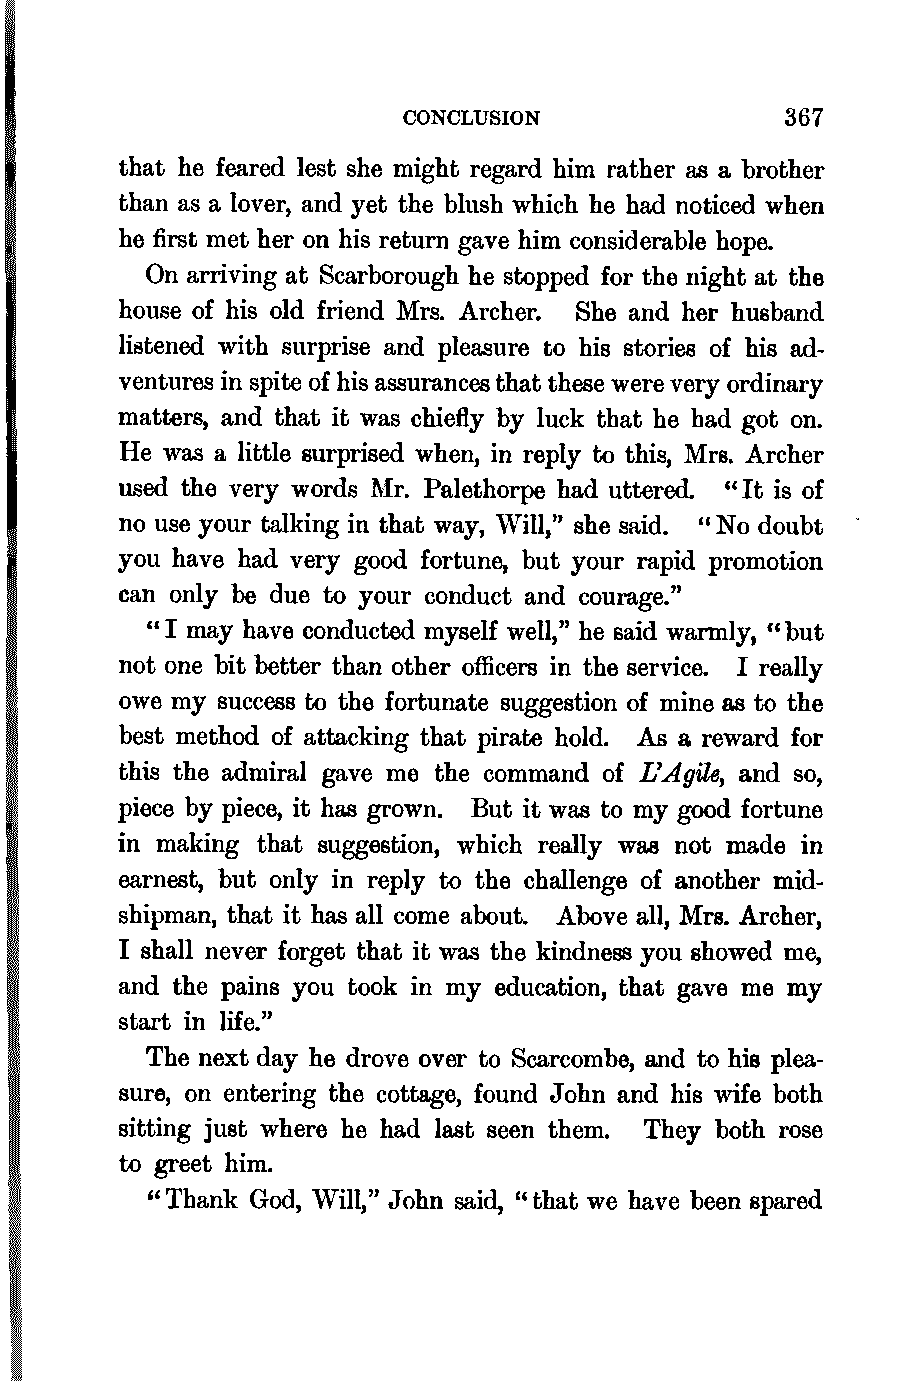 CONCLUSION 367
that he feared lest she might regard him rather as a brother
than as a lover, and yet the blush which he had noticed when
he first met her on his return gave him considerable hope.
On arriving at Scarborough he stopped for the night at the
house of his old friend Mrs. Archer. She and her husband
listened with surprise and pleasure to his stories of his ad-
ventures in spite of his assurances that these were very ordinary
matters, and that it was chiefly by luck that he had got on.
He was a little surprised when, in reply to this, Mrs. Archer
used the very words Mr. Palethorpe had uttered. “It is of
no use your talking in that way, Will,” she said. “No doubt
you have had very good fortune, but your rapid promotion
can only be due to your conduct and courage.”
“I may have conducted myself well,” he said warmly, “but
not one bit better than other officers in the service. I really
owe my success to the fortunate suggestion of mine as to the
best method of attacking that pirate hold. As a reward for
this the admiral gave me the command of L’Agile, and so,
piece by piece, it has grown. But it was to my good fortune
in making that suggestion, which really was not made in
earnest, but only in reply to the challenge of another mid-
shipman, that it has all come about. Above all, Mrs. Archer,
I shall never forget that it was the kindness you showed me,
and the pains you took in my education, that gave me my
start in life.”
The next day he drove over to Scarcombe, and to his plea-
sure, on entering the cottage, found John and his wife both
sitting just where he had last seen them. They both rose
to greet him.
“Thank God, Will,” John said, “that we have been spared